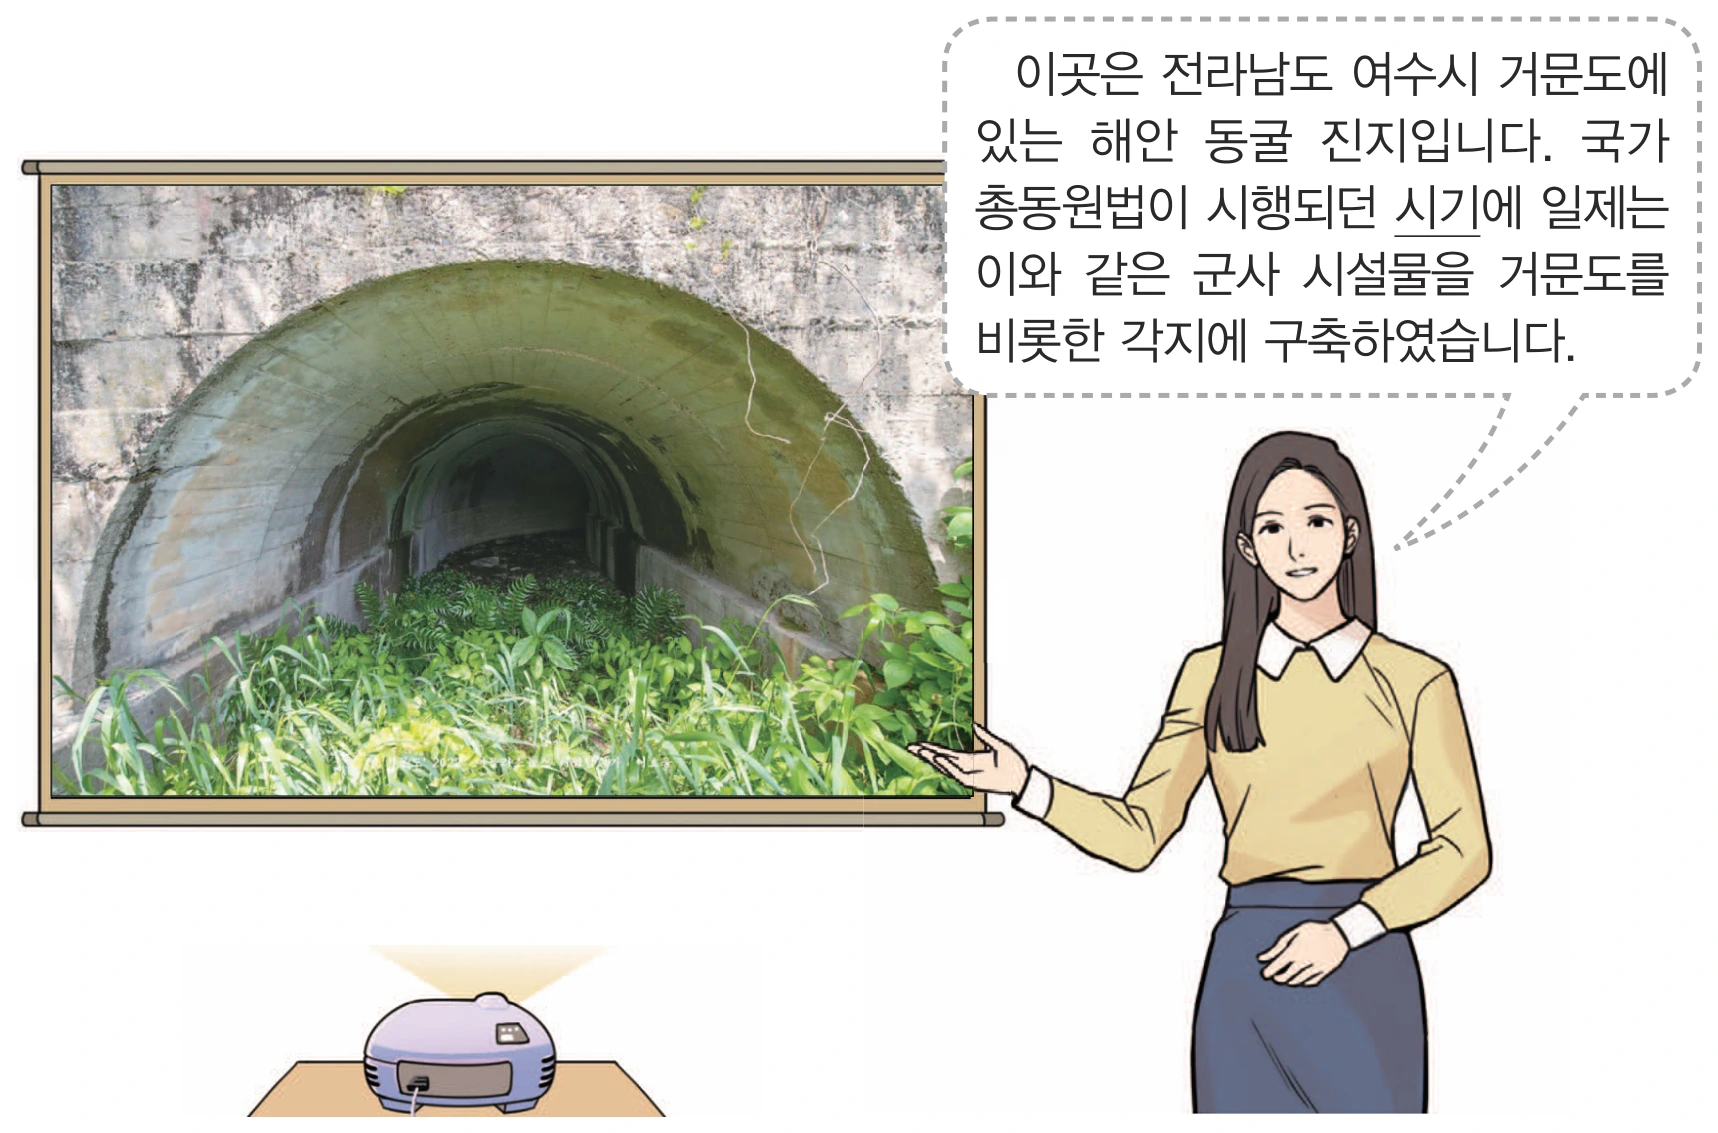 이곳은 전라남도 여수시 거문도에
있는 해안 동굴 진지입니다. 국가
총동원법이 시행되던 시기에 일제는
이와 같은 군사 시설물을 거문도를
비롯한 각지에 구축하였습니다.